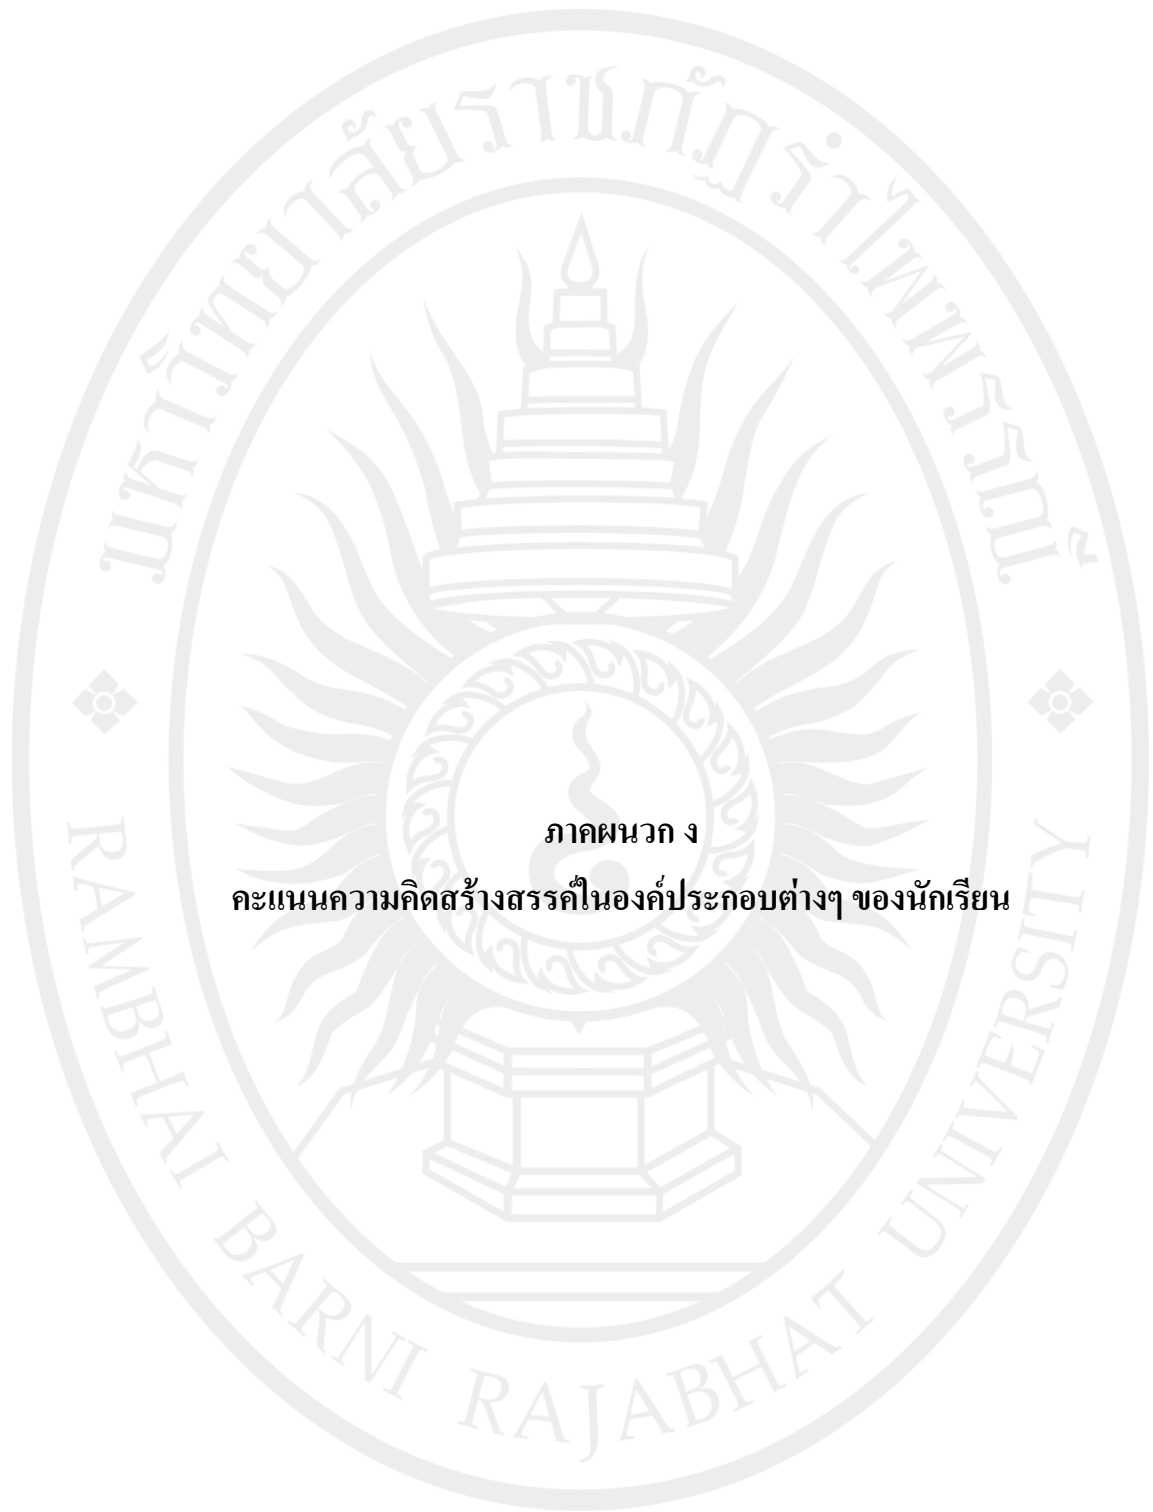 มหาวิทยาลัยราชภัฏรำไพพรรณี
ภาคผนวก ง
คะแนนความคิดสร้างสรรค์ในองค์ประกอบต่างๆ ของนักเรียน
RAMBHAI BARNI RAJABHAT UNIVERSITY